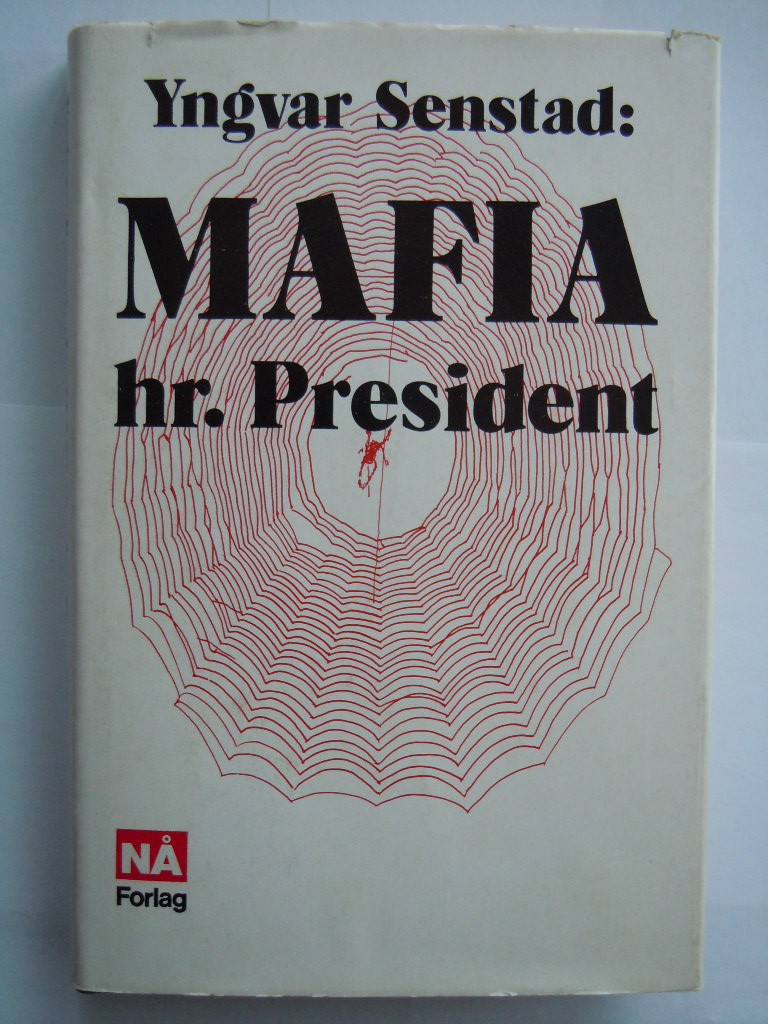 Yngvar Senstad:
MAFIA
hr. President
NÅ
Forlag